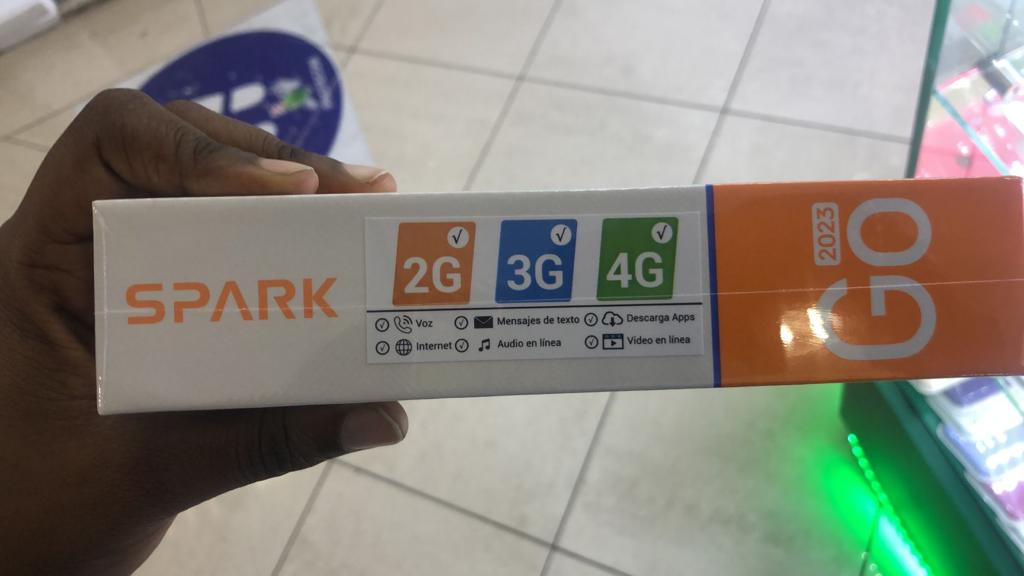 SPARK
2G 3G 4G
Voz Mensajes de texto Descarga Apps
Internet Audio en línea Video en línea
GO 2023